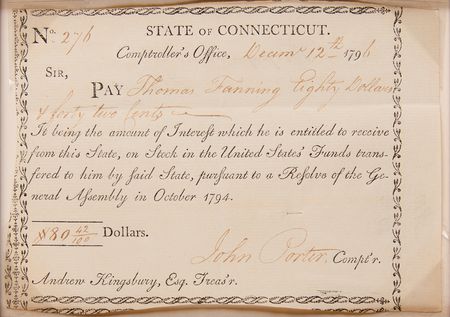 No. 276
STATE OF CONNECTICUT.
Comptroller's Office, Decemr 12th 1796
SIR,
PAY Thomas Fanning Eighty Dollars
& forty two Cents
It being the amount of Interest which he is entitled to receive
from this State, on Stock in the United States' Funds trans-
fered to him by said State, pursuant to a Resolve of the Ge-
neral Assembly in October 1794.
$80 42/100 Dollars.
John Porter, Compt'r.
Andrew Kingsbury, Esq. Treas'r.